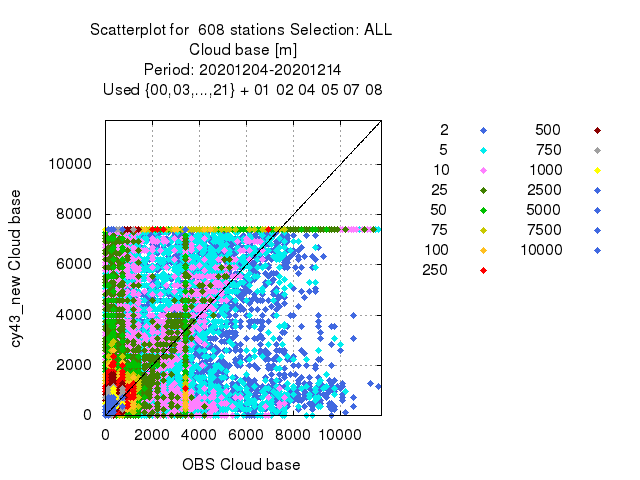 Scatterplot for  608 stations Selection: ALL
Cloud base [m]
Period: 20201204-20201214
Used {00,03,...,21} + 01 02 04 05 07 08
10000
8000
6000
4000
2000
0
cy43_new Cloud base
0 2000 4000 6000 8000 10000
OBS Cloud base
2 500
5 750
10 1000
25 2500
50 5000
75 7500
100 10000
250